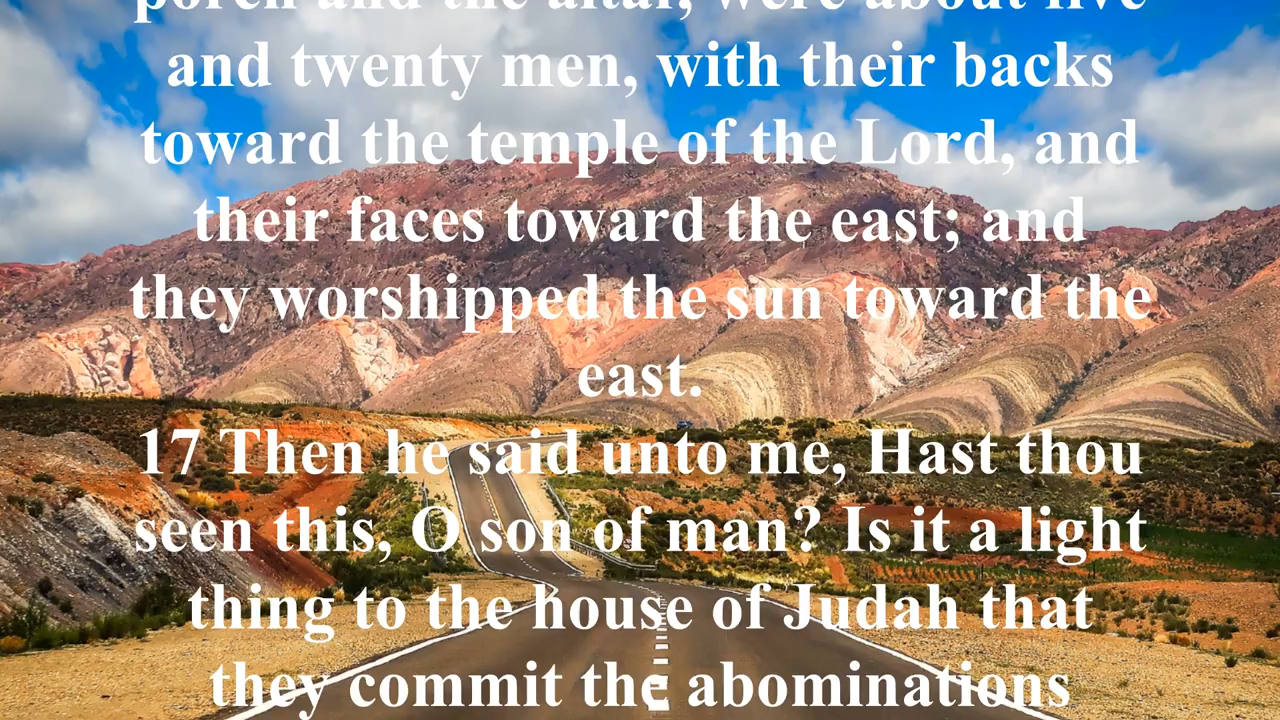 porch and the altar, were about five
and twenty men, with their backs
toward the temple of the Lord, and
their faces toward the east; and
they worshipped the sun toward the
east.
17 Then he said unto me, Hast thou
seen this, O son of man? Is it a light
thing to the house of Judah that
they commit the abominations